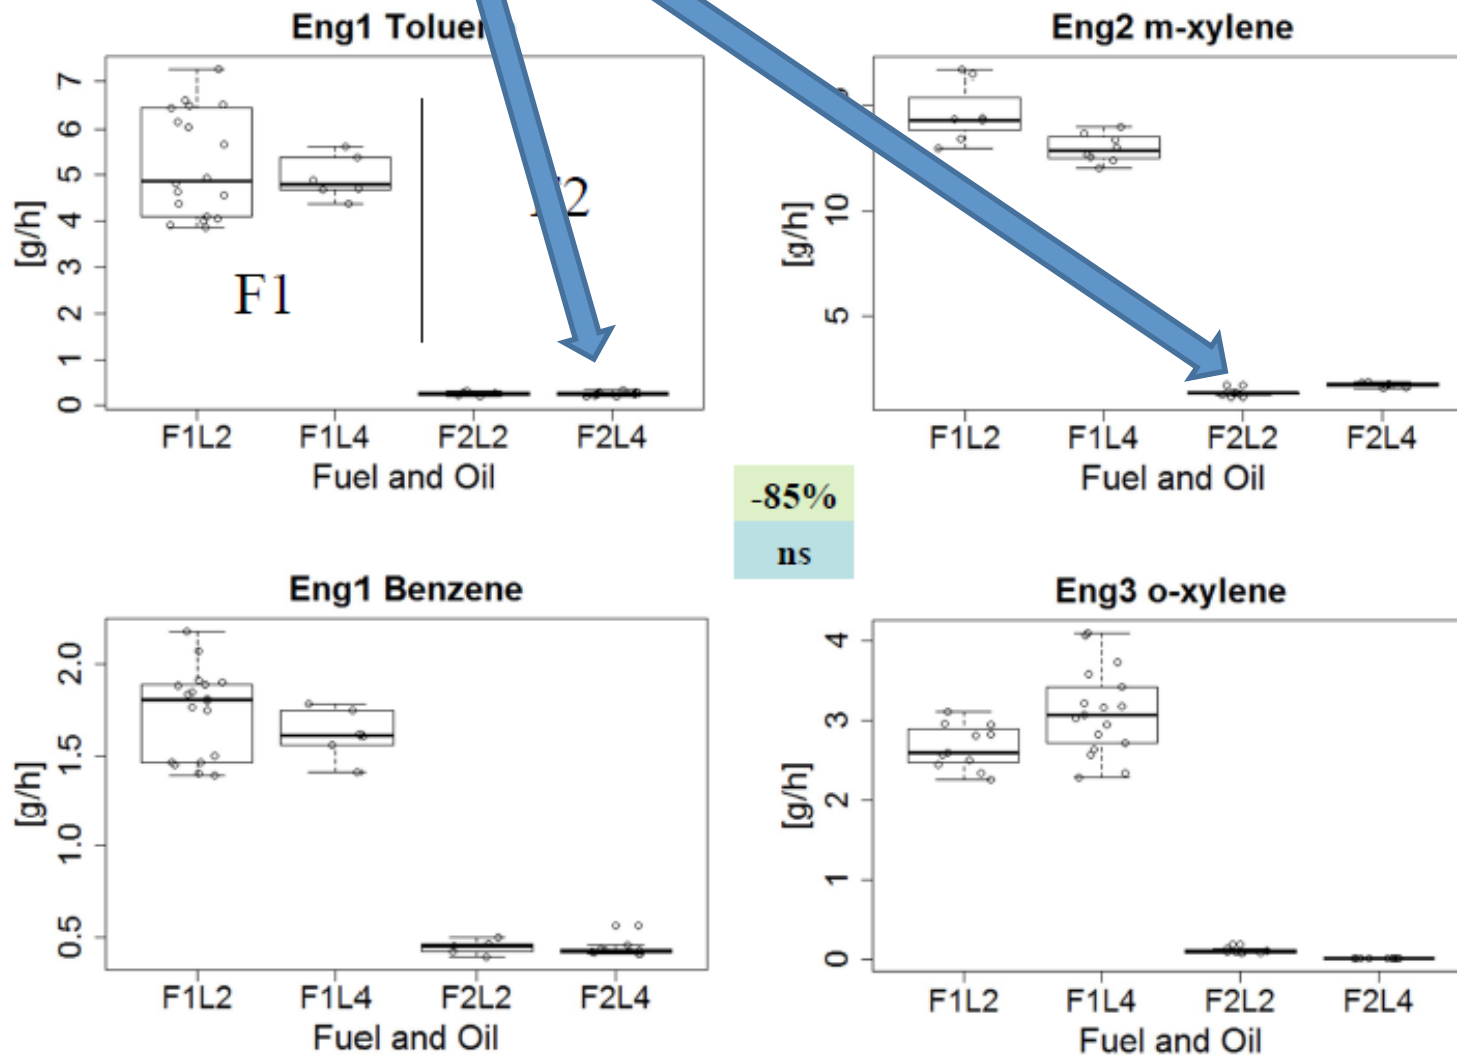 Eng1 Toluen
7
6
5
4
3
2
1
0
[g/h]
F1
F1L2 F1L4 F2L2 F2L4
Fuel and Oil
Eng2 m-xylene
10
5
[g/h]
F1L2 F1L4 F2L2 F2L4
Fuel and Oil
-85%
ns
Eng1 Benzene
2.0
1.5
1.0
0.5
[g/h]
F1L2 F1L4 F2L2 F2L4
Fuel and Oil
Eng3 o-xylene
4
3
2
1
0
[g/h]
F1L2 F1L4 F2L2 F2L4
Fuel and Oil